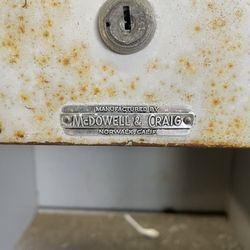 MANUFACTURED BY
McDOWELL & CRAIG
NORWALK, CALIF.